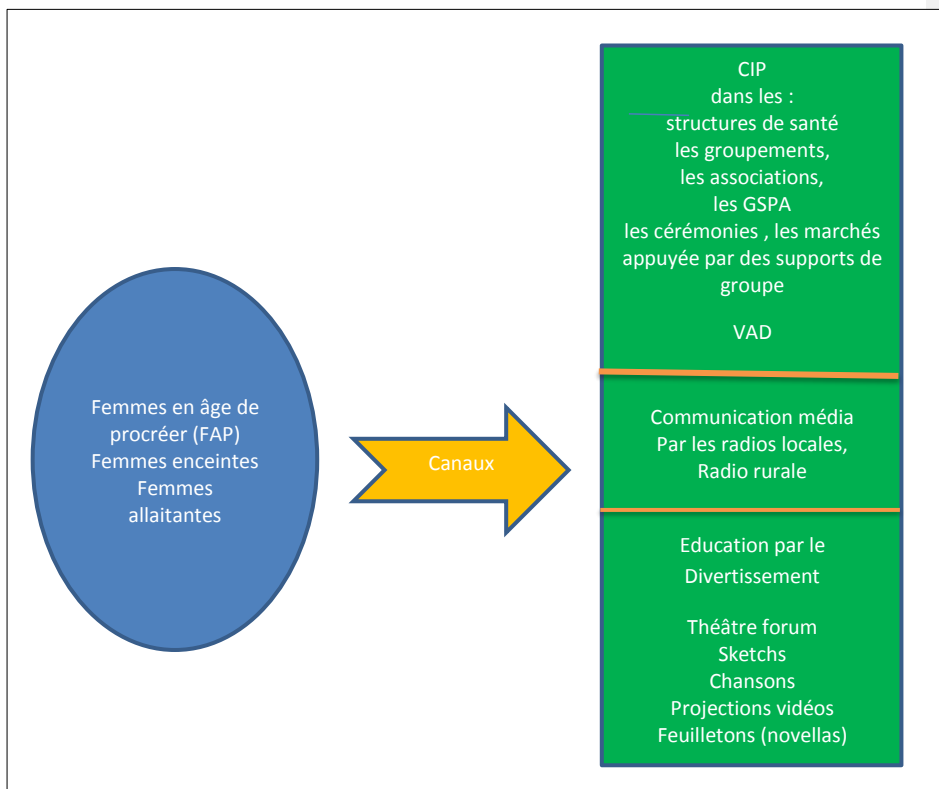 Femmes en âge de
procréer (FAP)
Femmes enceintes
Femmes
allaitantes
Canaux
CIP
dans les :
structures de santé
les groupements,
les associations,
les GSPA
les cérémonies , les marchés
appuyée par des supports de
groupe
VAD
Communication média
Par les radios locales,
Radio rurale
Education par le
Divertissement
Théâtre forum
Sketchs
Chansons
Projections vidéos
Feuilletons (novellas)